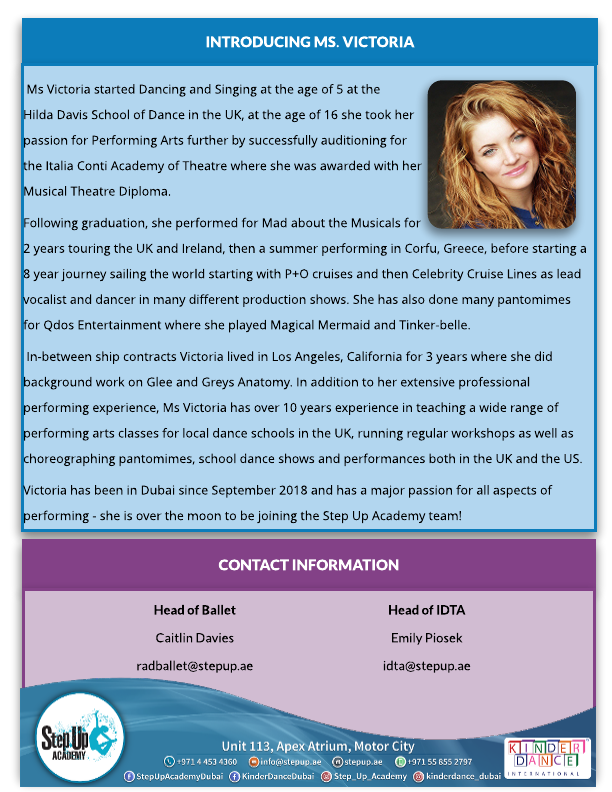 INTRODUCING MS. VICTORIA
Ms Victoria started Dancing and Singing at the age of 5 at the
Hilda Davis School of Dance in the UK, at the age of 16 she took her
passion for Performing Arts further by successfully auditioning for
the Italia Conti Academy of Theatre where she was awarded with her
Musical Theatre Diploma.
Following graduation, she performed for Mad about the Musicals for
2 years touring the UK and Ireland, then a summer performing in Corfu, Greece, before starting a
8 year journey sailing the world starting with P+O cruises and then Celebrity Cruise Lines as lead
vocalist and dancer in many different production shows. She has also done many pantomimes
for Qdos Entertainment where she played Magical Mermaid and Tinker-belle.
In-between ship contracts Victoria lived in Los Angeles, California for 3 years where she did
background work on Glee and Greys Anatomy. In addition to her extensive professional
performing experience, Ms Victoria has over 10 years experience in teaching a wide range of
performing arts classes for local dance schools in the UK, running regular workshops as well as
choreographing pantomimes, school dance shows and performances both in the UK and the US.
Victoria has been in Dubai since September 2018 and has a major passion for all aspects of
performing - she is over the moon to be joining the Step Up Academy team!
CONTACT INFORMATION
Head of Ballet Head of IDTA
Caitlin Davies Emily Piosek
radballet@stepup.ae idta@stepup.ae
Step Up
ACADEMY
Unit 113, Apex Atrium, Motor City
+971 4 453 4360 info@stepup.ae stepup.ae +971 55 855 2797
StepUpAcademyDubai KinderDanceDubai Step_Up_Academy kinderdance_dubai
KINDER
DANCE
INTERNATIONAL